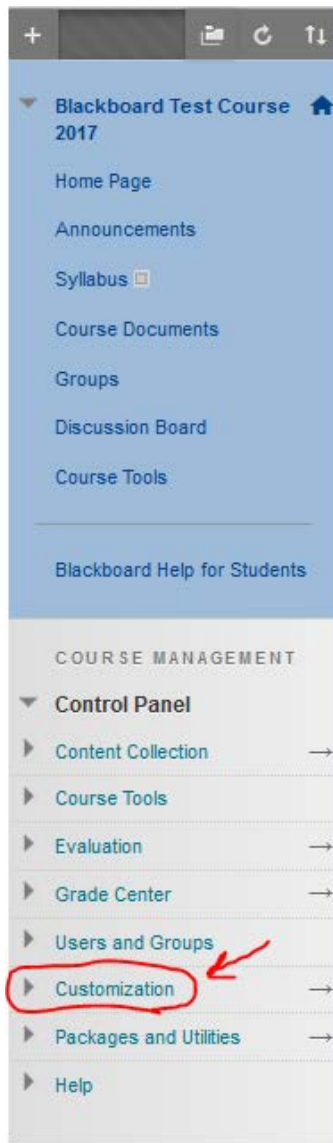 Blackboard Test Course
2017
Home Page
Announcements
Syllabus
Course Documents
Groups
Discussion Board
Course Tools
Blackboard Help for Students
COURSE MANAGEMENT
Control Panel
Content Collection
Course Tools
Evaluation
Grade Center
Users and Groups
Customization
Packages and Utilities
Help